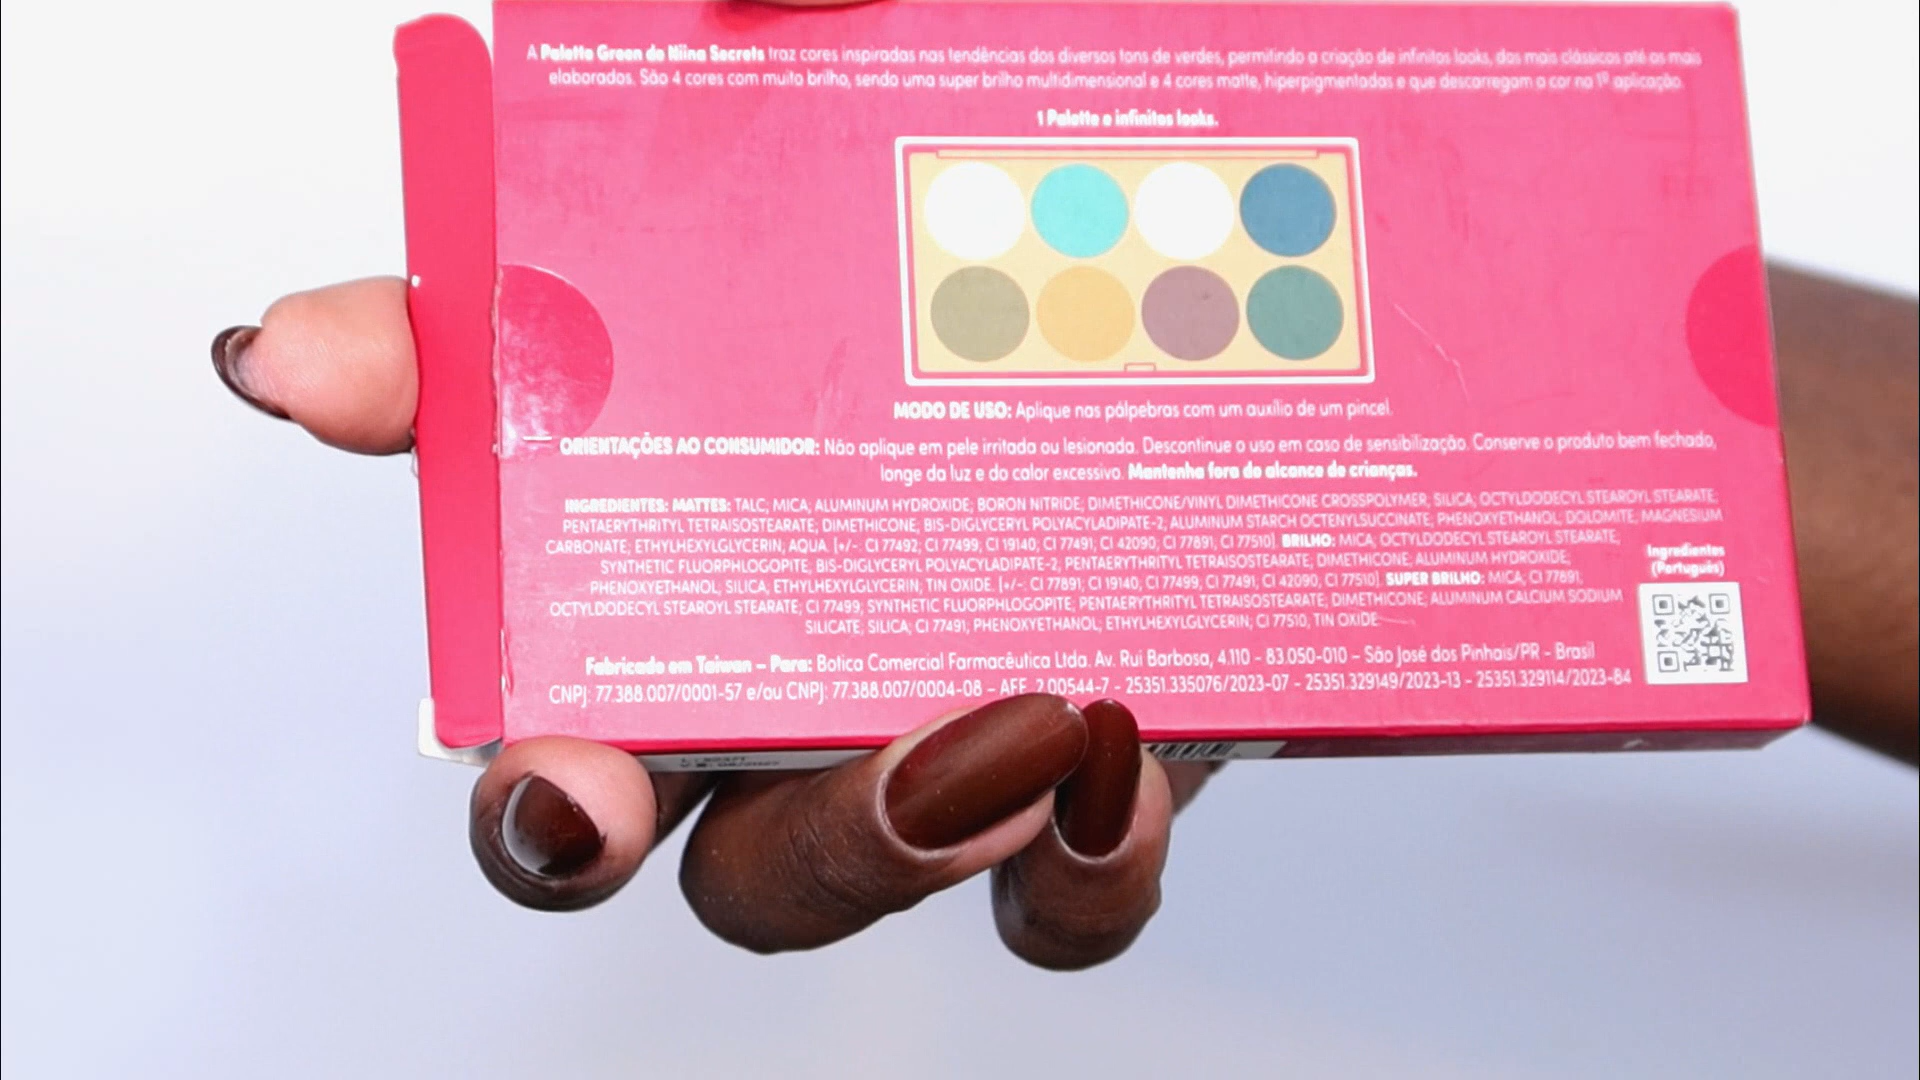 A Palette Green de Niina Secrets traz cores inspiradas nas tendências dos diversos tons de verdes, permitindo a criação de infinitos looks, dos mais clássicos até os mais
elaborados. São 4 cores com muito brilho, sendo uma super brilho multidimensional e 4 cores matte, hiperpigmentadas e que descarregam a cor na 1ª aplicação.
1 Palette e infinitos looks.
MODO DE USO: Aplique nas pálpebras com um auxílio de um pincel.
ORIENTAÇÕES AO CONSUMIDOR: Não aplique em pele irritada ou lesionada. Descontinue o uso em caso de sensibilização. Conserve o produto bem fechado,
longe da luz e do calor excessivo. Mantenha fora do alcance de crianças.
INGREDIENTES: MATTES: TALC; MICA; ALUMINUM HYDROXIDE; BORON NITRIDE; DIMETHICONE/VINYL DIMETHICONE CROSSPOLYMER; SILICA; OCTYLDODECYL STEAROYL STEARATE;
PENTAERYTHRITYL TETRAISOSTEARATE; DIMETHICONE; BIS-DIGLYCERYL POLYACYLADIPATE-2; ALUMINUM STARCH OCTENYLSUCCINATE; PHENOXYETHANOL; DOLOMITE; MAGNESIUM
CARBONATE; ETHYLHEXYLGLYCERIN; AQUA. [+/-: CI 77492; CI 77499; CI 19140; CI 77491; CI 42090; CI 77891; CI 77510]. BRILHO: MICA; OCTYLDODECYL STEAROYL STEARATE;
SYNTHETIC FLUORPHLOGOPITE; BIS-DIGLYCERYL POLYACYLADIPATE-2; PENTAERYTHRITYL TETRAISOSTEARATE; DIMETHICONE; ALUMINUM HYDROXIDE;
PHENOXYETHANOL; SILICA; ETHYLHEXYLGLYCERIN; TIN OXIDE. [+/-: CI 77891; CI 19140; CI 77499; CI 77491; CI 42090; CI 77510]. SUPER BRILHO: MICA; CI 77891;
OCTYLDODECYL STEAROYL STEARATE; CI 77499; SYNTHETIC FLUORPHLOGOPITE; PENTAERYTHRITYL TETRAISOSTEARATE; DIMETHICONE; ALUMINUM CALCIUM SODIUM
SILICATE; SILICA; CI 77491; PHENOXYETHANOL; ETHYLHEXYLGLYCERIN; CI 77510; TIN OXIDE.
Ingredientes
(Português)
Fabricado em Taiwan – Para: Botica Comercial Farmacêutica Ltda. Av. Rui Barbosa, 4.110 - 83.050-010 – São José dos Pinhais/PR - Brasil
CNPJ: 77.388.007/0001-57 e/ou CNPJ: 77.388.007/0004-08 – AFE 2.00544-7 - 25351.335076/2023-07 - 25351.329149/2023-13 - 25351.329114/2023-84